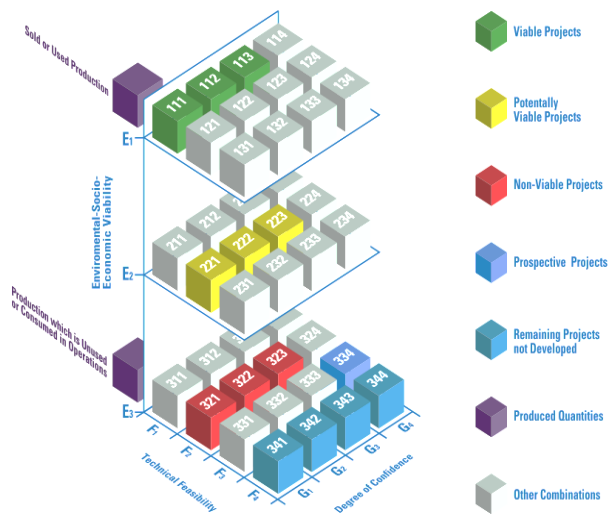 Sold or Used Production
114
113
124
112
123
134
111
122
133
121
132
131
E1
Enviromental-Socio-
Economic Viability
224
212
223
234
211
222
233
221
232
231
E2
Production which is Unused
or Consumed in Operations
324
312
323
334
311
322
333
344
321
332
343
331
342
341
E3
F1
F2
F3
F4
G1
G2
G3
G4
Technical Feasibility
Degree of Confidence
Viable Projects
Potentally
Viable Projects
Non-Viable Projects
Prospective Projects
Remaining Projects
not Developed
Produced Quantities
Other Combinations